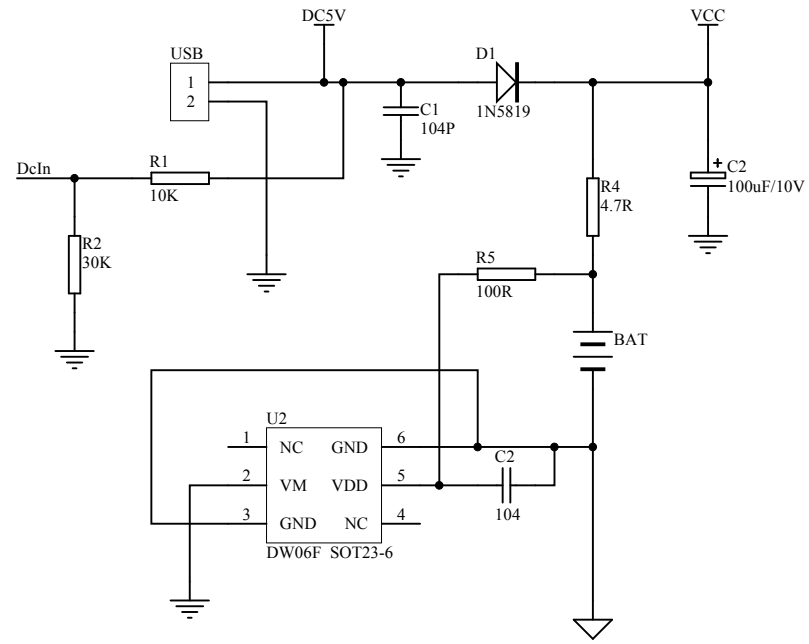 DC5V
VCC
USB
1
2
D1
1N5819
C1
104P
DcIn
R1
10K
R4
4.7R
+
C2
100uF/10V
R2
30K
R5
100R
BAT
U2
1 NC GND 6
2 VM VDD 5
3 GND NC 4
C2
104
DW06F SOT23-6